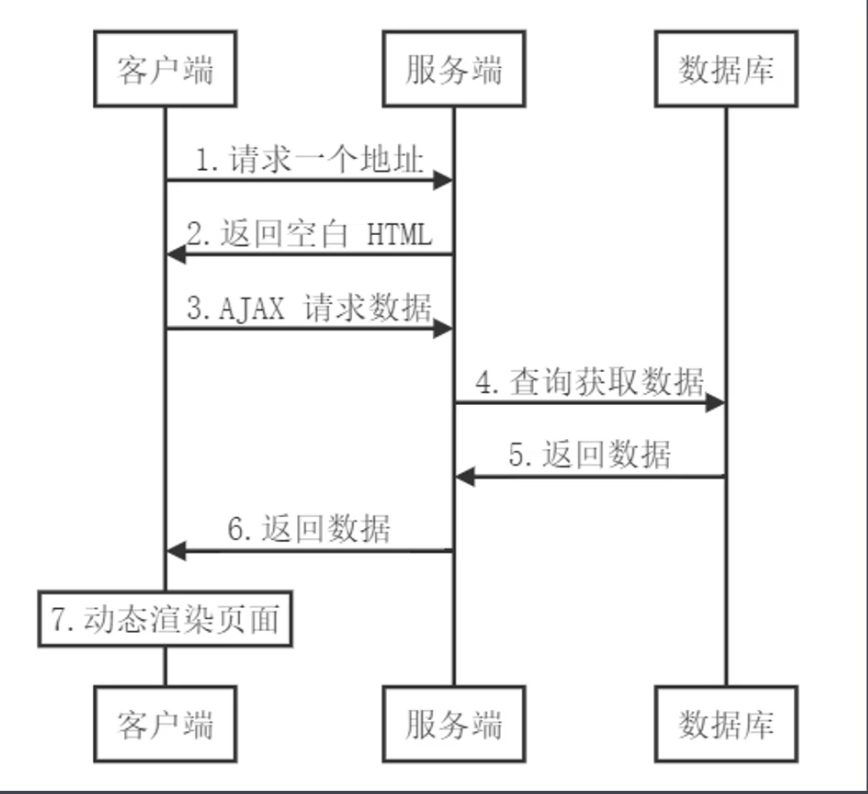 客户端 服务端 数据库
1.请求一个地址
2.返回空白 HTML
3.AJAX 请求数据
4.查询获取数据
5.返回数据
6.返回数据
7.动态渲染页面
客户端 服务端 数据库